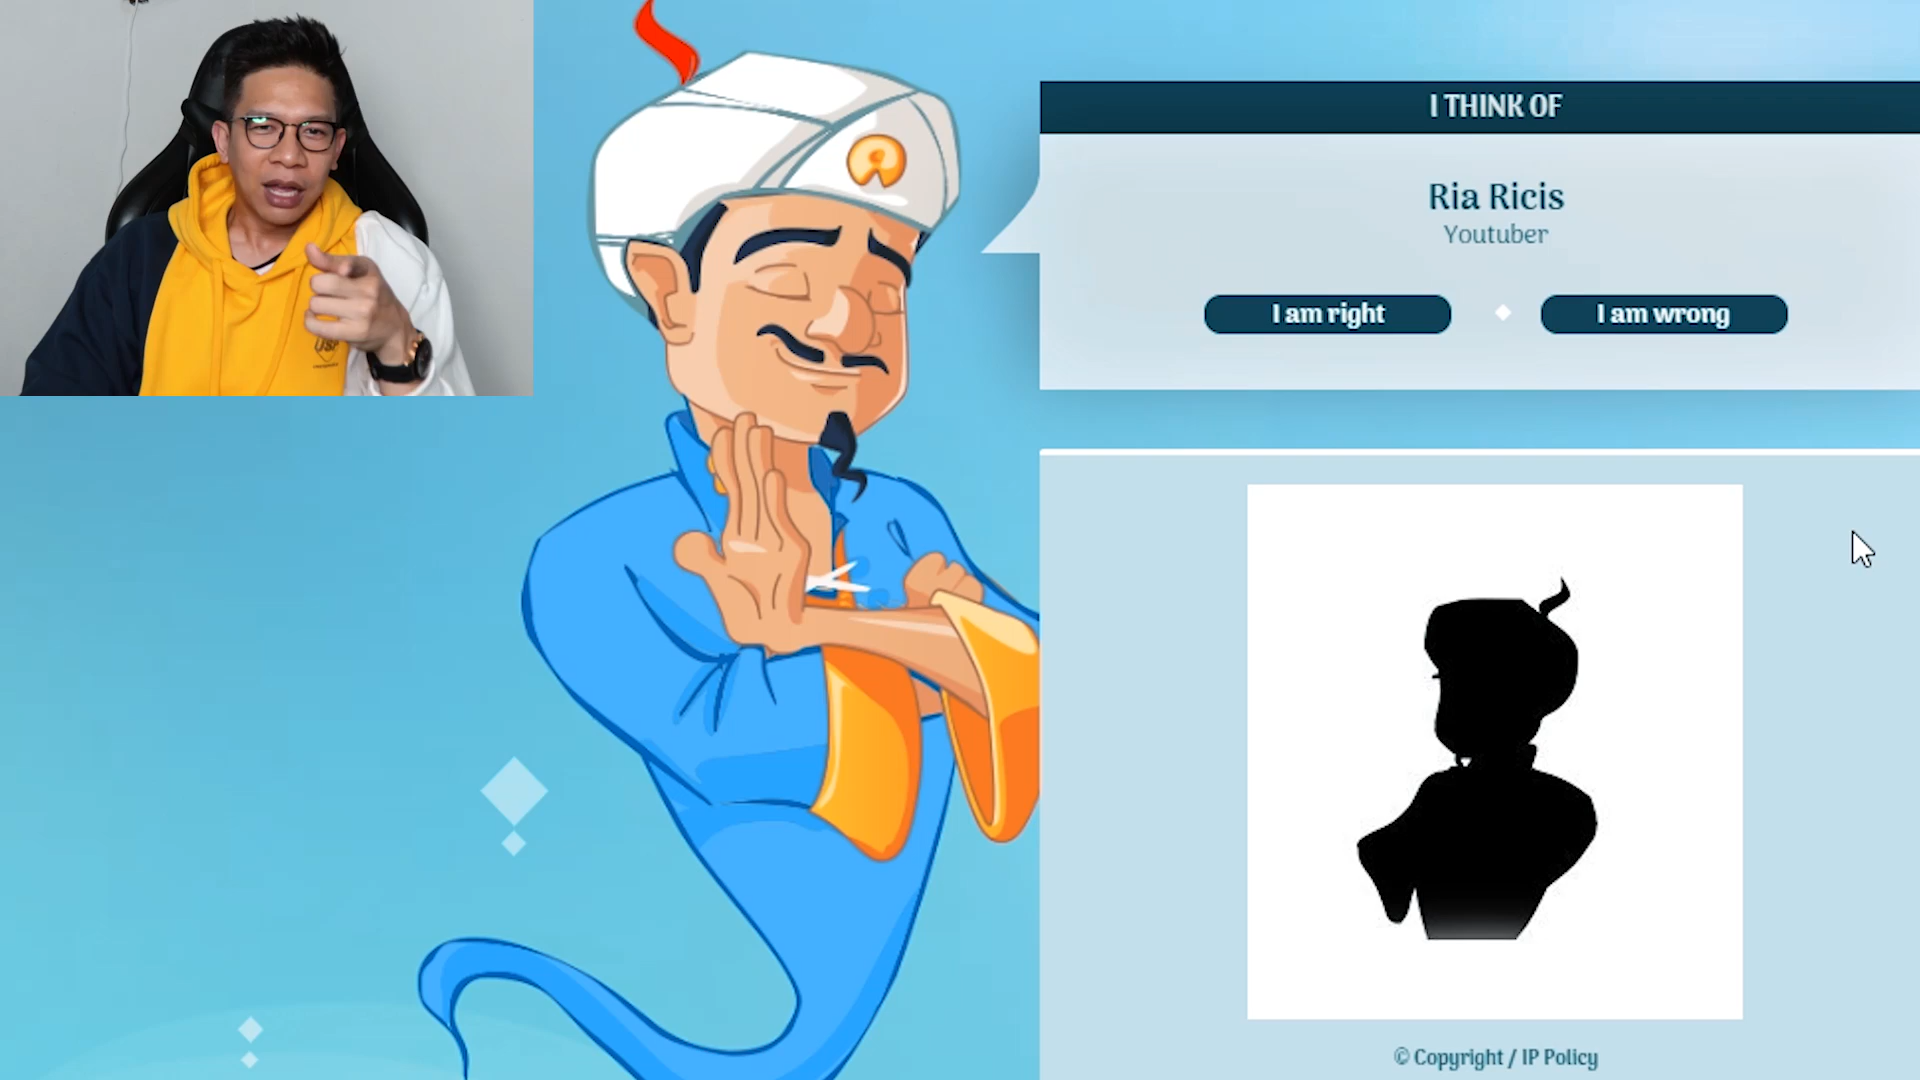 I THINK OF
Ria Ricis
Youtuber
I am right
I am wrong
© Copyright / IP Policy